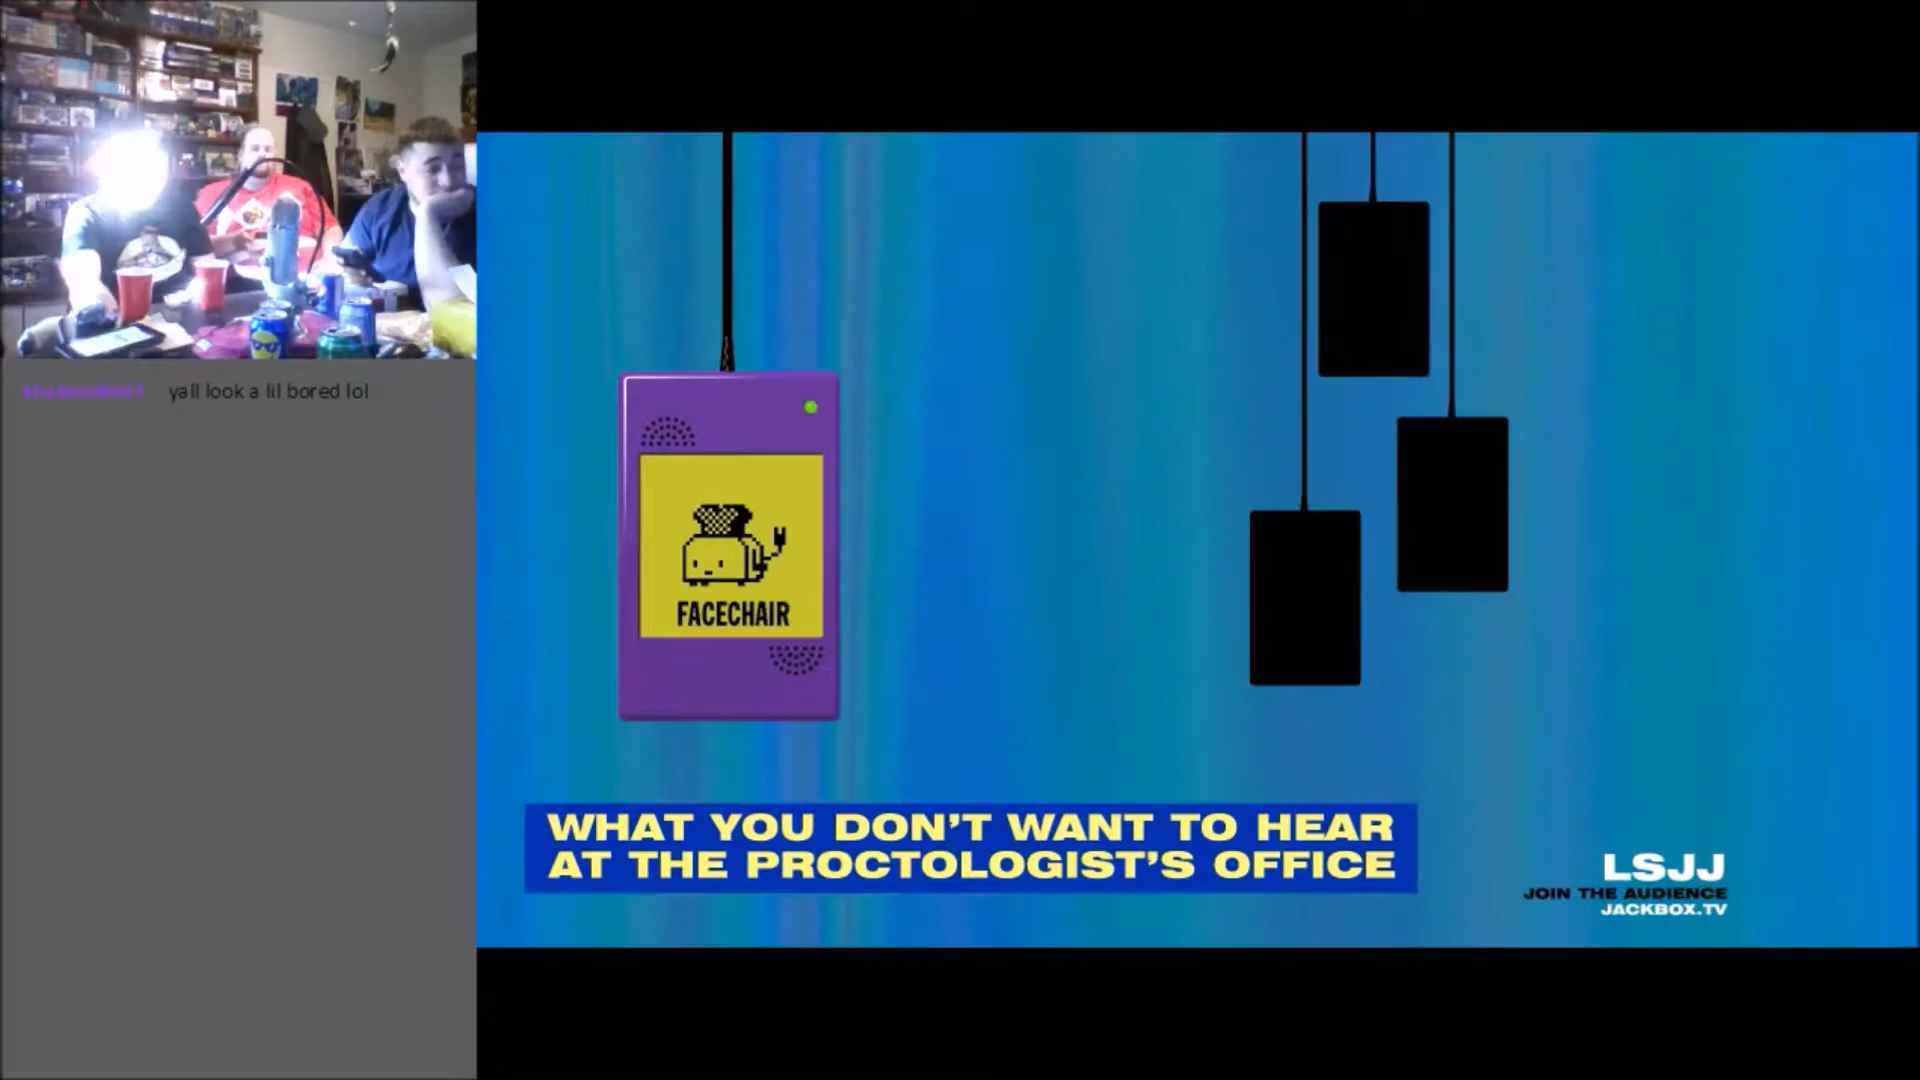 yall look a lil bored lol
FACECHAIR
WHAT YOU DON'T WANT TO HEAR
AT THE PROCTOLOGIST'S OFFICE
LSJJ
JOIN THE AUDIENCE
JACKBOX.TV